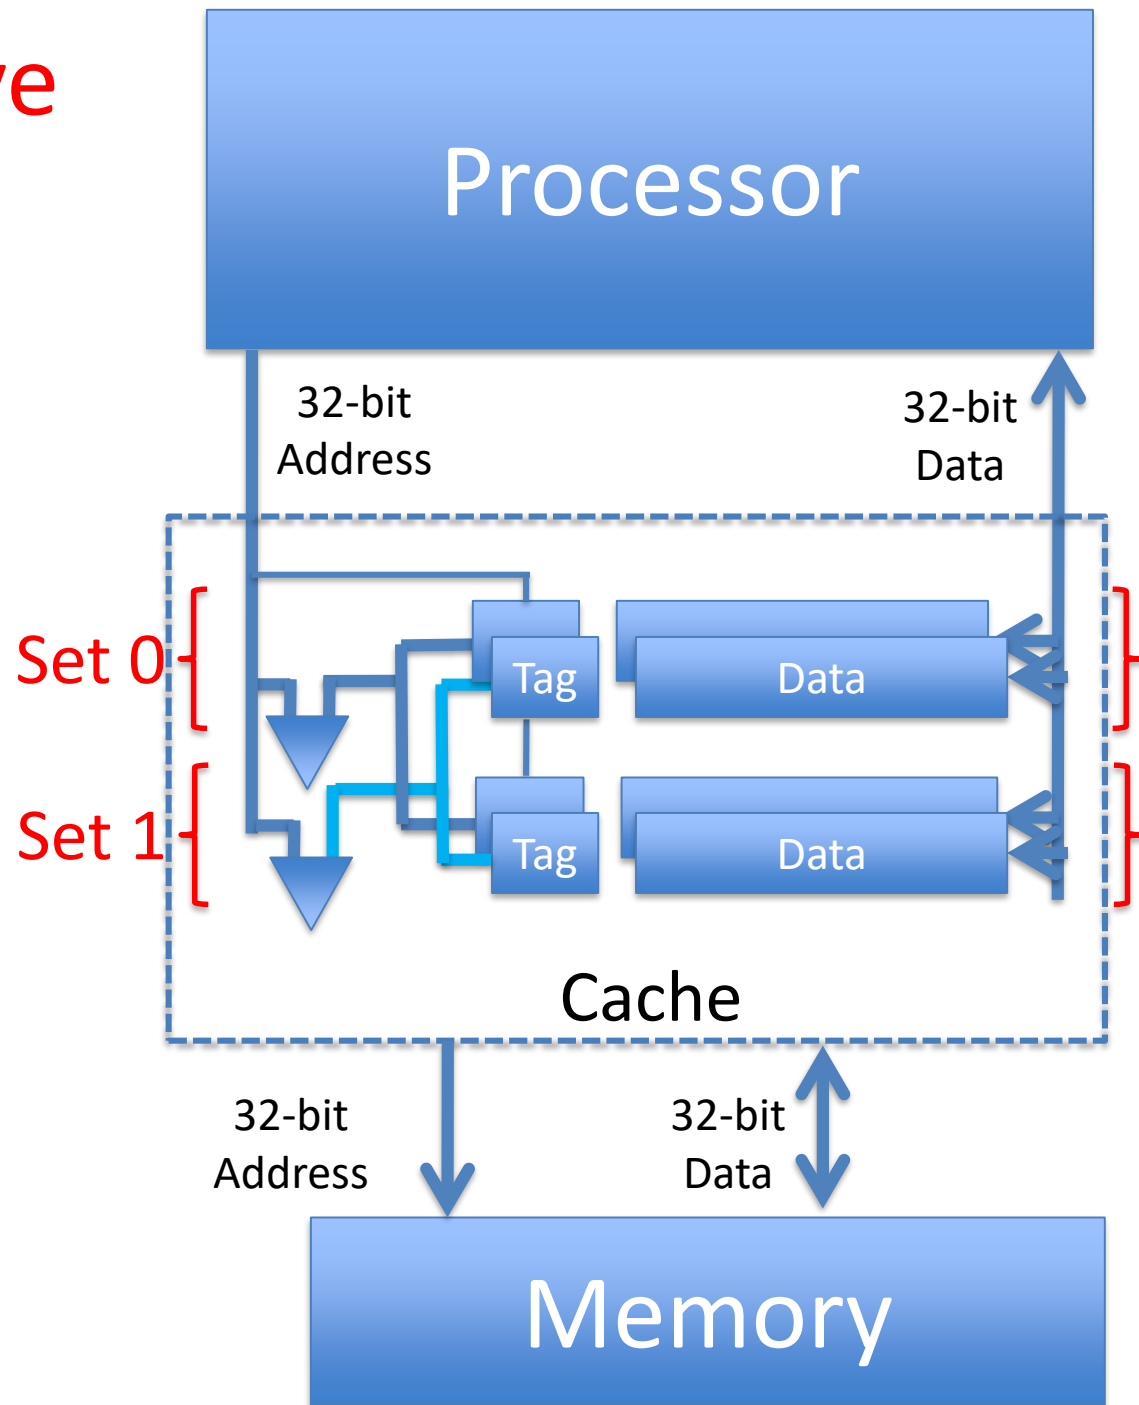 Processor
32-bit
Address
32-bit
Data
Set 0
Tag
Data
Set 1
Tag
Data
Cache
32-bit
Address
32-bit
Data
Memory